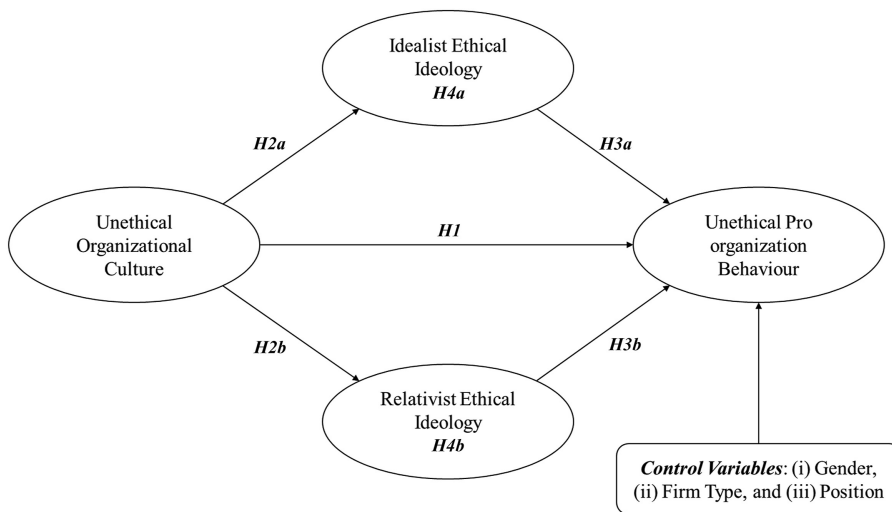 Idealist Ethical
Ideology
H4a
H2a
H3a
Unethical
Organizational
Culture
H1
Unethical Pro
organization
Behaviour
H2b
H3b
Relativist Ethical
Ideology
H4b
Control Variables: (i) Gender,
(ii) Firm Type, and (iii) Position